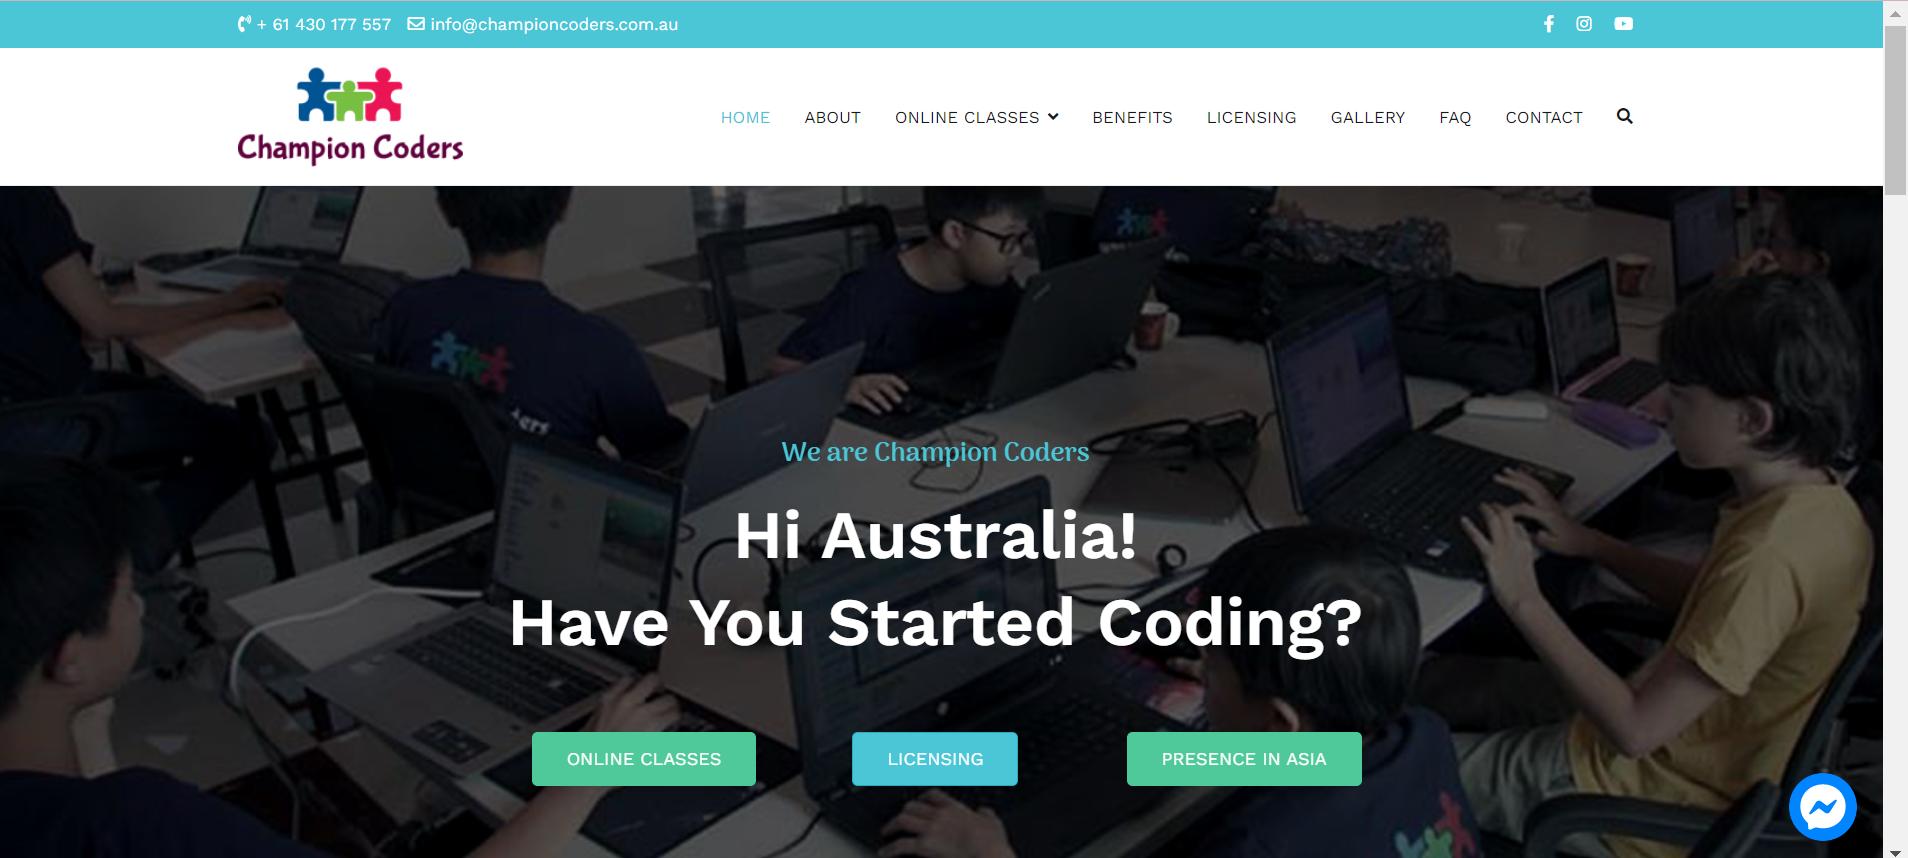 + 61 430 177 557 info@championcoders.com.au
Champion Coders
HOME ABOUT ONLINE CLASSES BENEFITS LICENSING GALLERY FAQ CONTACT
We are Champion Coders
Hi Australia!
Have You Started Coding?
ONLINE CLASSES LICENSING PRESENCE IN ASIA